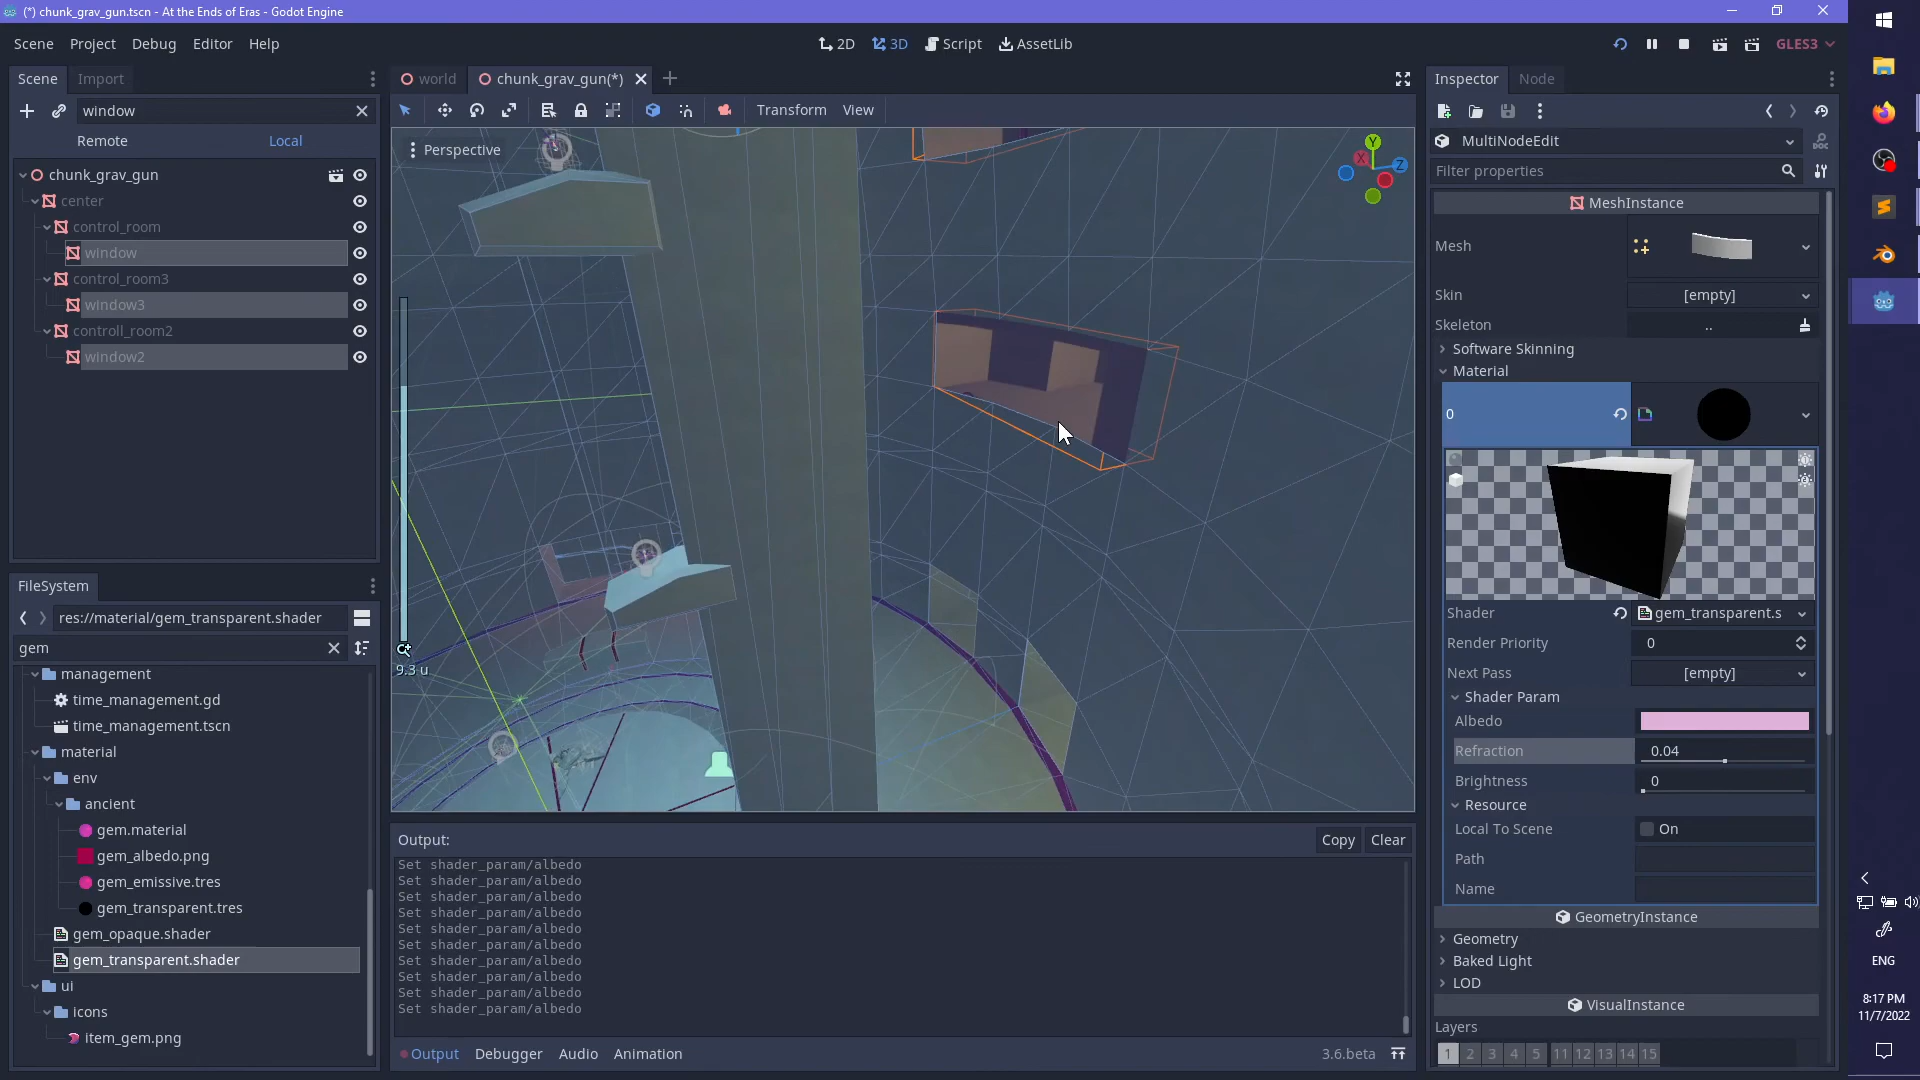 (*) chunk_grav_gun.tscn - At the Ends of Eras - Godot Engine
Scene Project Debug Editor Help
2D 3D Script AssetLib
GLES3
Scene Import
world chunk_grav_gun(*)
Inspector Node
window
Transform View
Remote Local
MultiNodeEdit
Perspective
Filter properties
chunk_grav_gun
center
control_room
window
control_room3
window3
controll_room2
window2
MeshInstance
Mesh
Skin [empty]
Skeleton ..
Software Skinning
Material
0
Y
X
Z
9.3 u
FileSystem
res://material/gem_transparent.shader
gem
management
time_management.gd
time_management.tscn
material
env
ancient
gem.material
gem_albedo.png
gem_emissive.tres
gem_transparent.tres
gem_opaque.shader
gem_transparent.shader
ui
icons
item_gem.png
Shader gem_transparent.s
Render Priority 0
Next Pass [empty]
Shader Param
Albedo
Refraction 0.04
Brightness 0
Resource
Local To Scene On
Path
Name
GeometryInstance
Geometry
Baked Light
LOD
VisualInstance
Layers
1 2 3 4 5 11 12 13 14 15
Output: Copy Clear
Set shader_param/albedo
Set shader_param/albedo
Set shader_param/albedo
Set shader_param/albedo
Set shader_param/albedo
Set shader_param/albedo
Set shader_param/albedo
Set shader_param/albedo
Set shader_param/albedo
Set shader_param/albedo
Output Debugger Audio Animation 3.6.beta
ENG
8:17 PM
11/7/2022